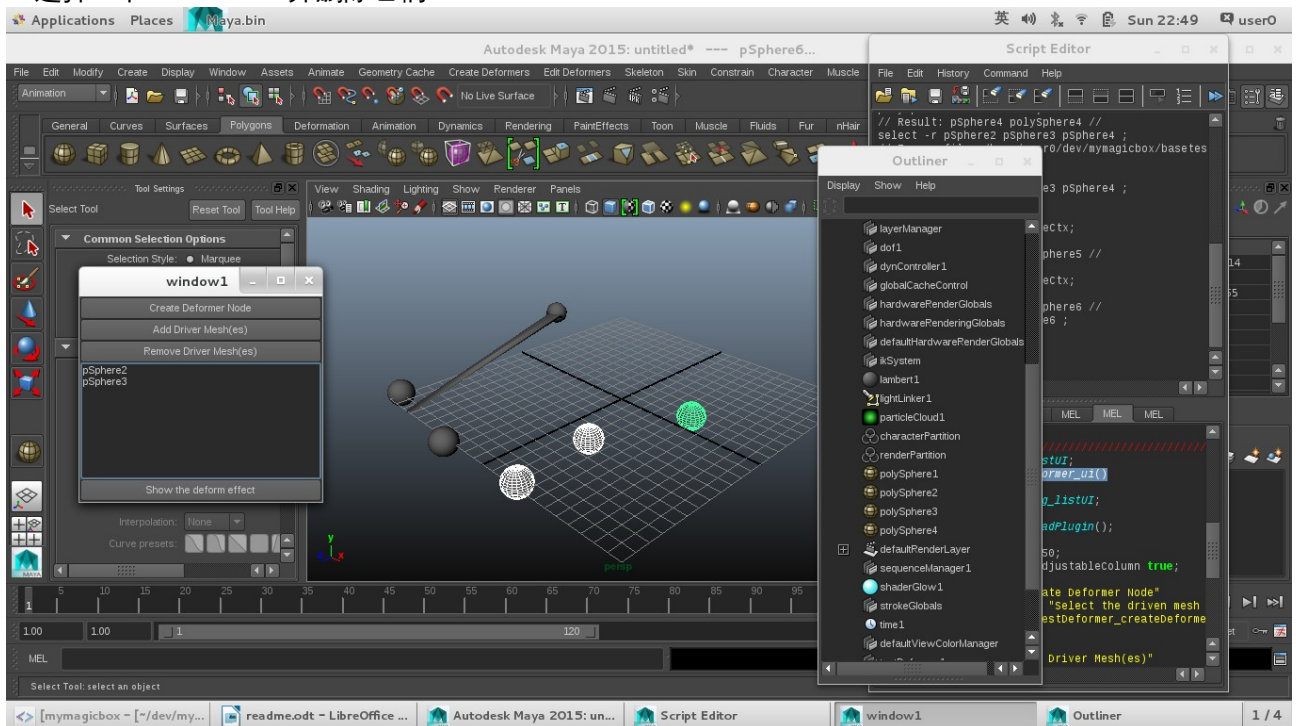 Applications Places Maya.bin
英 Sun 22:49 user0
Autodesk Maya 2015: untitled* --- pSphere6...
File Edit Modify Create Display Window Assets Animate Geometry Cache Create Deformers Edit Deformers Skeleton Skin Constrain Character Muscle
Animation
No Live Surface
General Curves Surfaces Polygons Deformation Animation Dynamics Rendering PaintEffects Toon Muscle Fluids Fur nHair
Tool Settings
Select Tool
Reset Tool Tool Help
Common Selection Options
Selection Style: Marquee
window1
Create Deformer Node
Add Driver Mesh(es)
Remove Driver Mesh(es)
pSphere2
pSphere3
Show the deform effect
Interpolation: None
Curve presets:
MAYA
View Shading Lighting Show Renderer Panels
y
x
persp
Script Editor
File Edit History Command Help
// Result: pSphere4 polySphere4 //
select -r pSphere2 pSphere3 pSphere4 ;
r0/dev/mymagicbox/basetes
e3 pSphere4 ;
eCtx;
phere5 //
eCtx;
phere6 //
e6 ;
Outliner
Display Show Help
layerManager
dof1
dynController1
globalCacheControl
hardwareRenderGlobals
hardwareRenderingGlobals
defaultHardwareRenderGlobals
ikSystem
lambert1
lightLinker1
particleCloud1
characterPartition
renderPartition
polySphere1
polySphere2
polySphere3
polySphere4
defaultRenderLayer
sequenceManager1
shaderGlow1
strokeGlobals
time1
defaultViewColorManager
MEL MEL MEL
////////////////////////
stUI;
ormer_ui()
g_listUI;
adPlugin();
50;
djustableColumn true;
ate Deformer Node"
"Select the driven mesh
estDeformer_createDeforme
Driver Mesh(es)"
14
55
5 10 15 20 25 30 35 40 45 50 55 60 65 70 75 80 85 90 95
1
1.00 1.00 1 120
MEL
Select Tool: select an object
[mymagicbox - [~/dev/my... readme.odt - LibreOffice ... Autodesk Maya 2015: un... Script Editor window1 Outliner 1 / 4